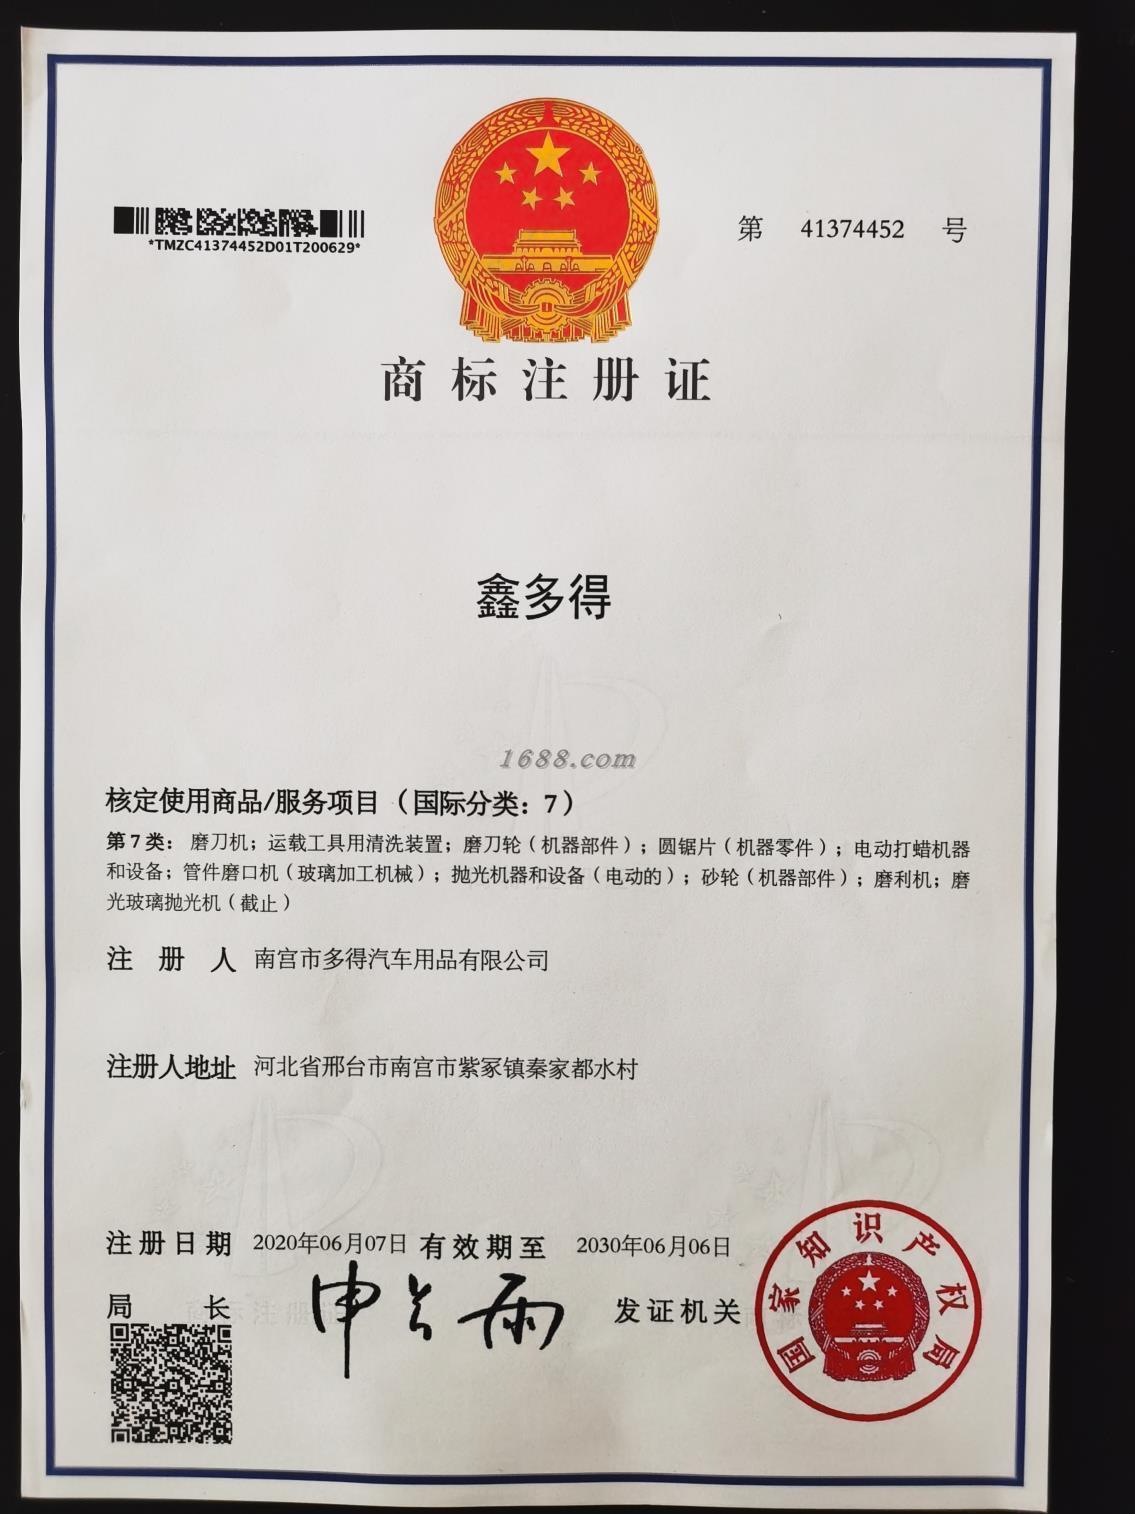 *TMZC41374452D01T200629*
第 41374452 号
商标注册证
鑫多得
1688.com
核定使用商品/服务项目（国际分类：7）
第7类：磨刀机；运载工具用清洗装置；磨刀轮（机器部件）；圆锯片（机器零件）；电动打蜡机器
和设备；管件磨口机（玻璃加工机械）；抛光机器和设备（电动的）；砂轮（机器部件）；磨利机；磨
光玻璃抛光机（截止）
注册人 南宫市多得汽车用品有限公司
注册人地址 河北省邢台市南宫市紫冢镇秦家都水村
注册日期 2020年06月07日 有效期至 2030年06月06日
局长 申长雨 发证机关
国家知识产权局
商标注册证